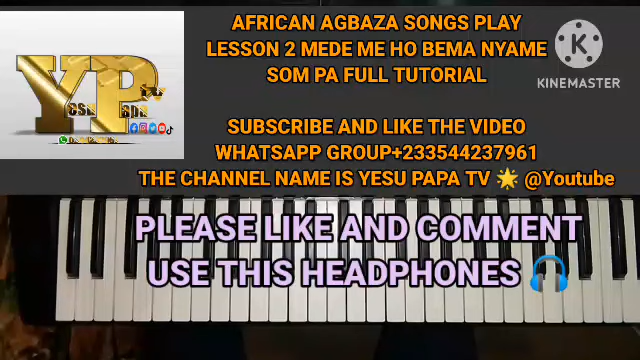 AFRICAN AGBAZA SONGS PLAY
LESSON 2 MEDE ME HO BEMA NYAME
SOM PA FULL TUTORIAL
KINEMASTER
YP tv
SUBSCRIBE AND LIKE THE VIDEO
WHATSAPP GROUP+233544237961
THE CHANNEL NAME IS YESU PAPA TV 🌟 @Youtube
PLEASE LIKE AND COMMENT
USE THIS HEADPHONES 🎧